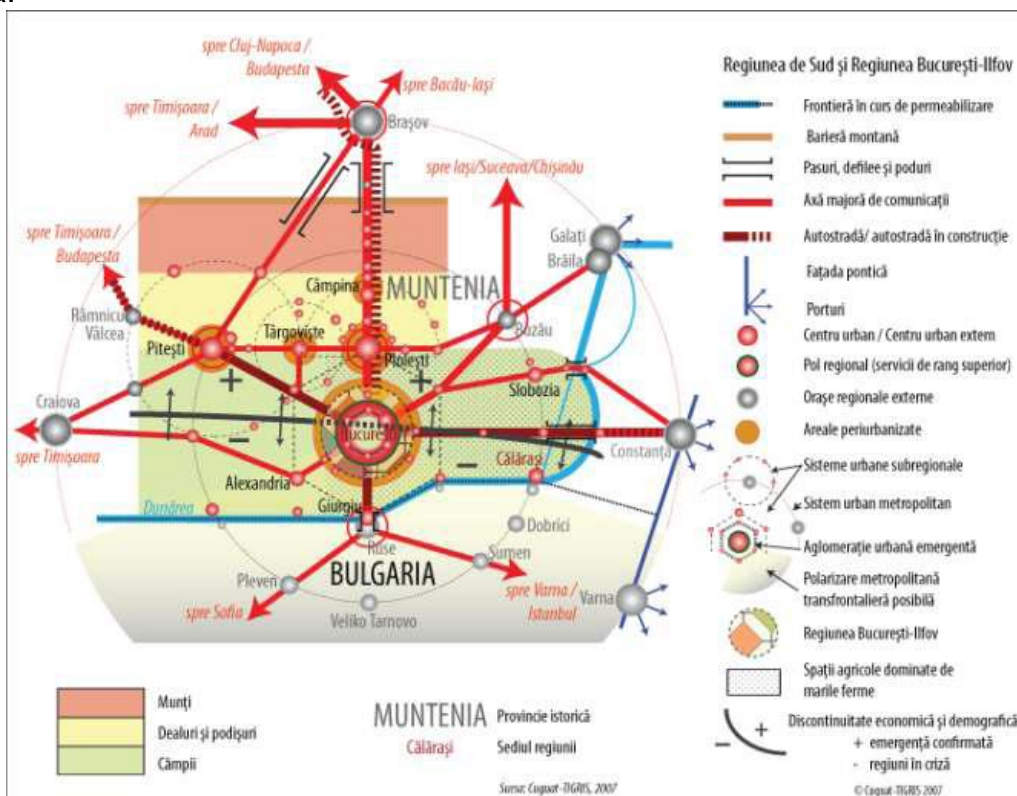 spre Cluj-Napoca /
Budapesta
spre Bacău-Iași
spre Timișoara /
Arad
Brașov
spre Iași/Suceava/Chișinău
spre Timișoara /
Budapesta
Galați
Brăila
Câmpina
MUNTENIA
Râmnicu
Vâlcea
Pitești
Târgoviște
Ploiești
Buzău
+
+
Slobozia
Craiova
București
Constanța
-
-
Călărași
spre Timișoara
Alexandria
Giurgiu
Dunărea
Dobrici
Ruse
Sumen
Pleven
BULGARIA
Varna
spre Sofia
Veliko Tarnovo
spre Varna /
Istanbul
Regiunea de Sud și Regiunea București-Ilfov
Frontieră în curs de permeabilizare
Barieră montană
Pasuri, defilee și poduri
Axă majoră de comunicații
Autostradă/ autostradă în construcție
Fațada pontică
Porturi
Centru urban / Centru urban extern
Pol regional (servicii de rang superior)
Orașe regionale externe
Areale periurbanizate
Sisteme urbane subregionale
Sistem urban metropolitan
Aglomerație urbană emergentă
Polarizare metropolitană
transfrontalieră posibilă
Regiunea București-Ilfov
Spații agricole dominate de
marile ferme
Discontinuitate economică și demografică
- +
+ emergență confirmată
- regiuni în criză
Munți
Dealuri și podișuri
Câmpii
MUNTENIA Provincie istorică
Călărași Sediul regiunii
Sursa: Cuguat-TIGRIS, 2007
© Cuguat-TIGRIS 2007